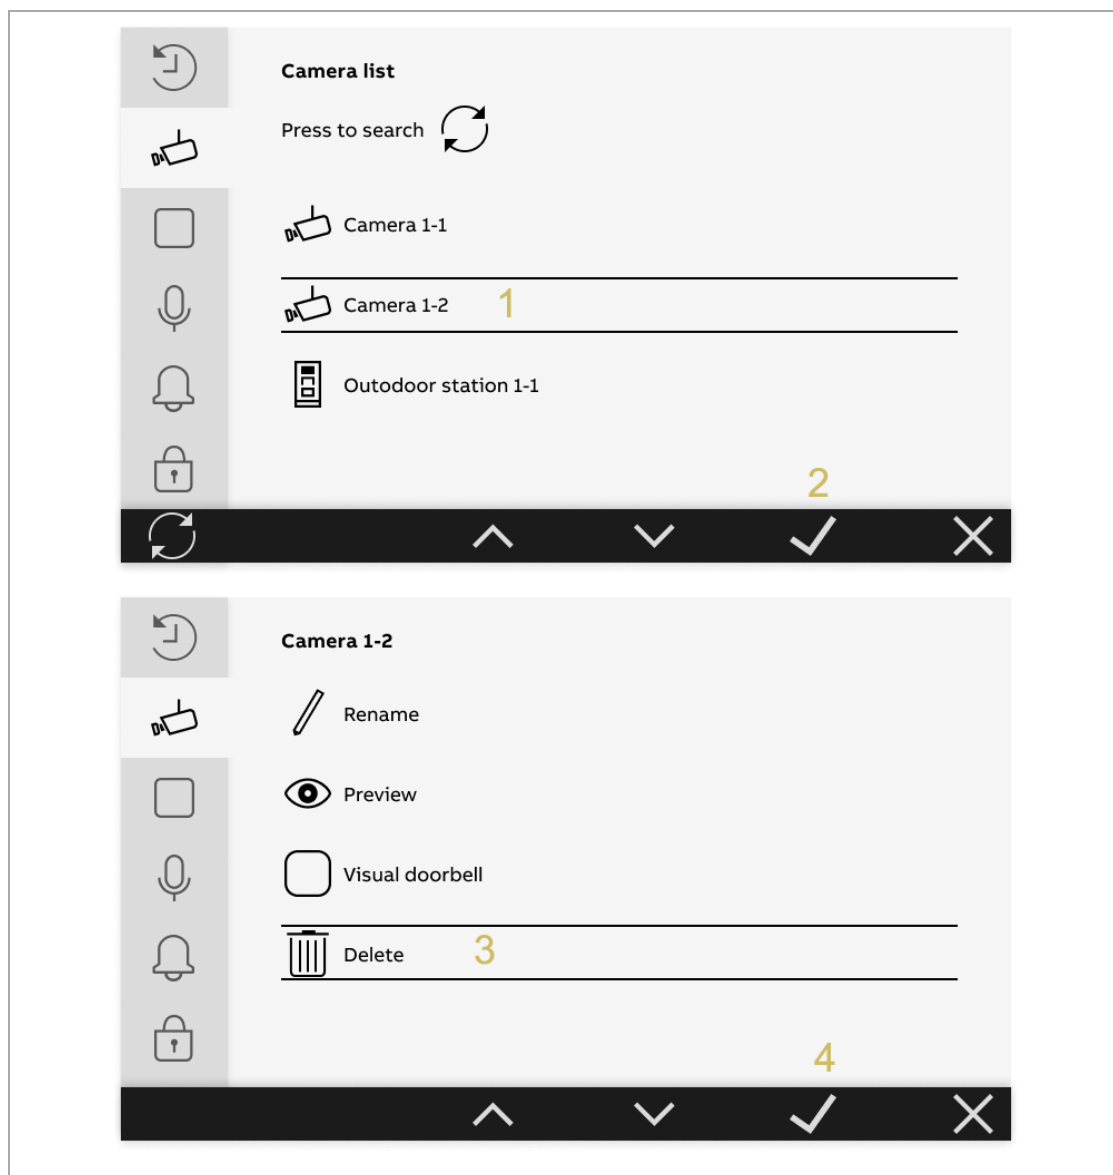 Camera list
Press to search
Camera 1-1
Camera 1-2 1
Outodoor station 1-1
2
Camera 1-2
Rename
Preview
Visual doorbell
Delete 3
4